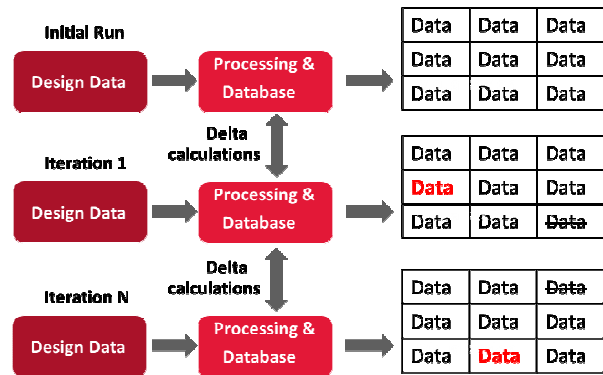 Initial Run
Design Data
Processing &
Database
Data Data Data
Data Data Data
Data Data Data
Delta
calculations
Iteration 1
Design Data
Processing &
Database
Data Data Data
Data Data Data
Data Data Data
Delta
calculations
Iteration N
Design Data
Processing &
Database
Data Data Data
Data Data Data
Data Data Data